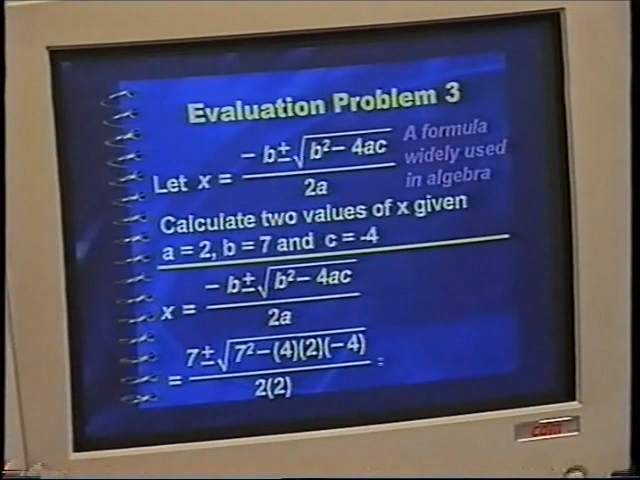 Evaluation Problem 3
Let x = (- b ± √(b² - 4ac)) / 2a
A formula
widely used
in algebra
Calculate two values of x given
a = 2, b = 7 and c = -4
x = (- b ± √(b² - 4ac)) / 2a
= (7 ± √(7² - (4)(2)(-4))) / 2(2)